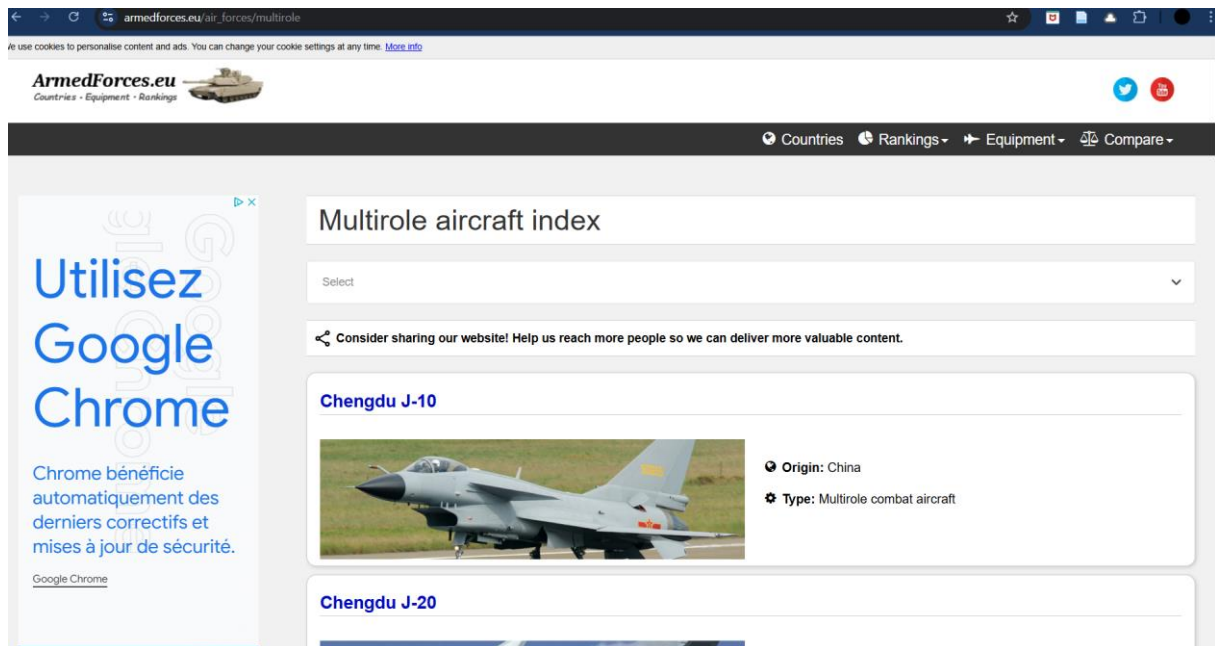 armedforces.eu/air_forces/multirole
We use cookies to personalise content and ads. You can change your cookie settings at any time. More info
ArmedForces.eu
Countries - Equipment - Rankings
Countries Rankings Equipment Compare
Multirole aircraft index
Select
Consider sharing our website! Help us reach more people so we can deliver more valuable content.
Utilisez
Google
Chrome
Chrome bénéficie
automatiquement des
derniers correctifs et
mises à jour de sécurité.
Google Chrome
Chengdu J-10
Origin: China
Type: Multirole combat aircraft
Chengdu J-20